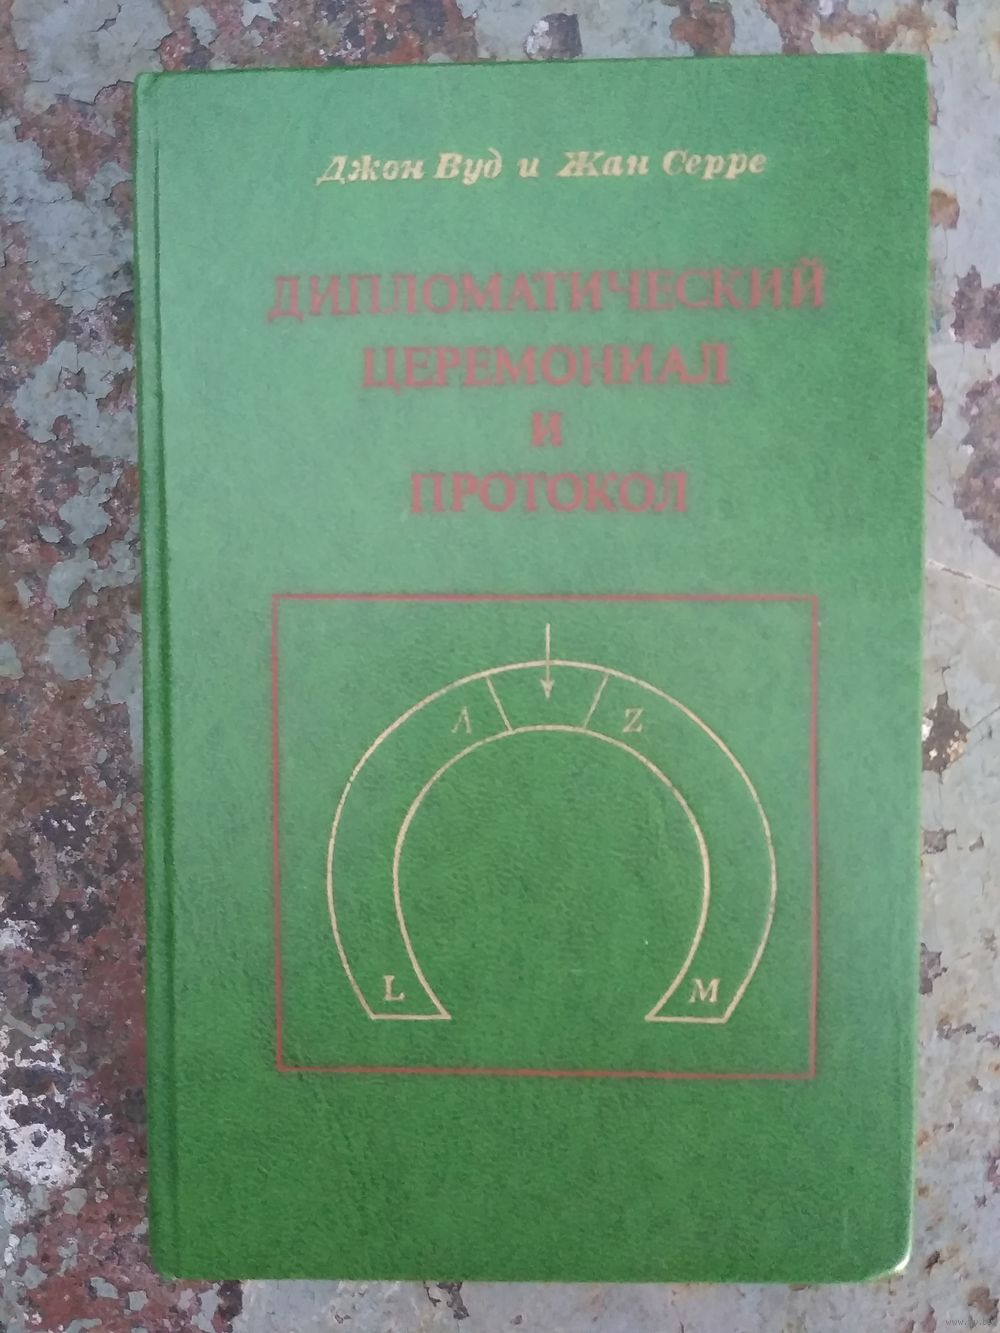 Джон Вуд и Жан Серре
ДИПЛОМАТИЧЕСКИЙ
ЦЕРЕМОНИАЛ
И
ПРОТОКОЛ
A Z
L M